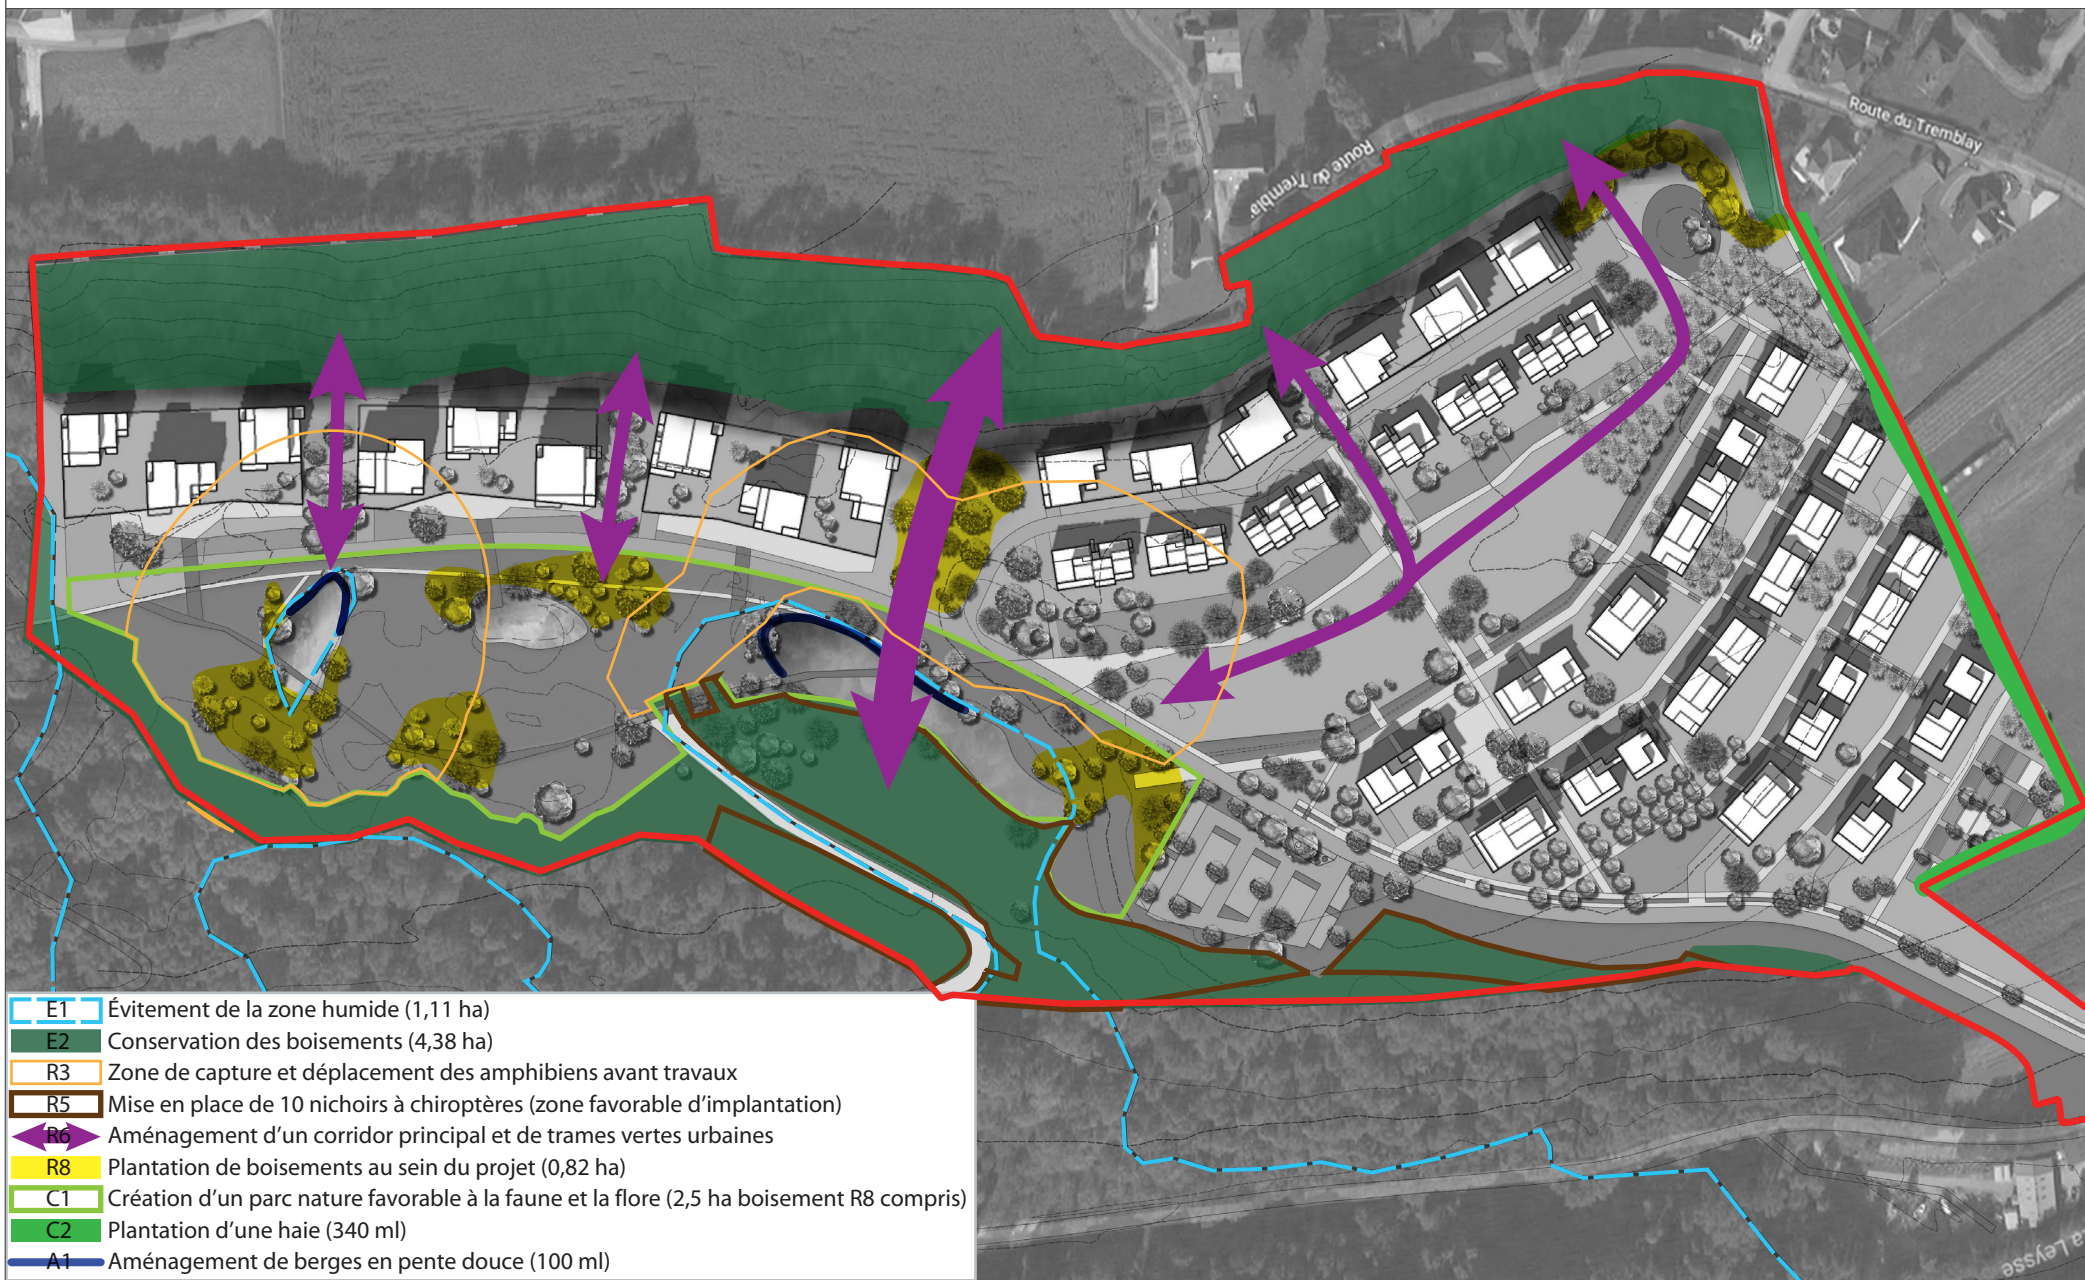 Route du Tremblay
Route du Trembla
E1 Évitement de la zone humide (1,11 ha)
E2 Conservation des boisements (4,38 ha)
R3 Zone de capture et déplacement des amphibiens avant travaux
R5 Mise en place de 10 nichoirs à chiroptères (zone favorable d’implantation)
R6 Aménagement d’un corridor principal et de trames vertes urbaines
R8 Plantation de boisements au sein du projet (0,82 ha)
C1 Création d’un parc nature favorable à la faune et la flore (2,5 ha boisement R8 compris)
C2 Plantation d’une haie (340 ml)
A1 Aménagement de berges en pente douce (100 ml)
La Leysse